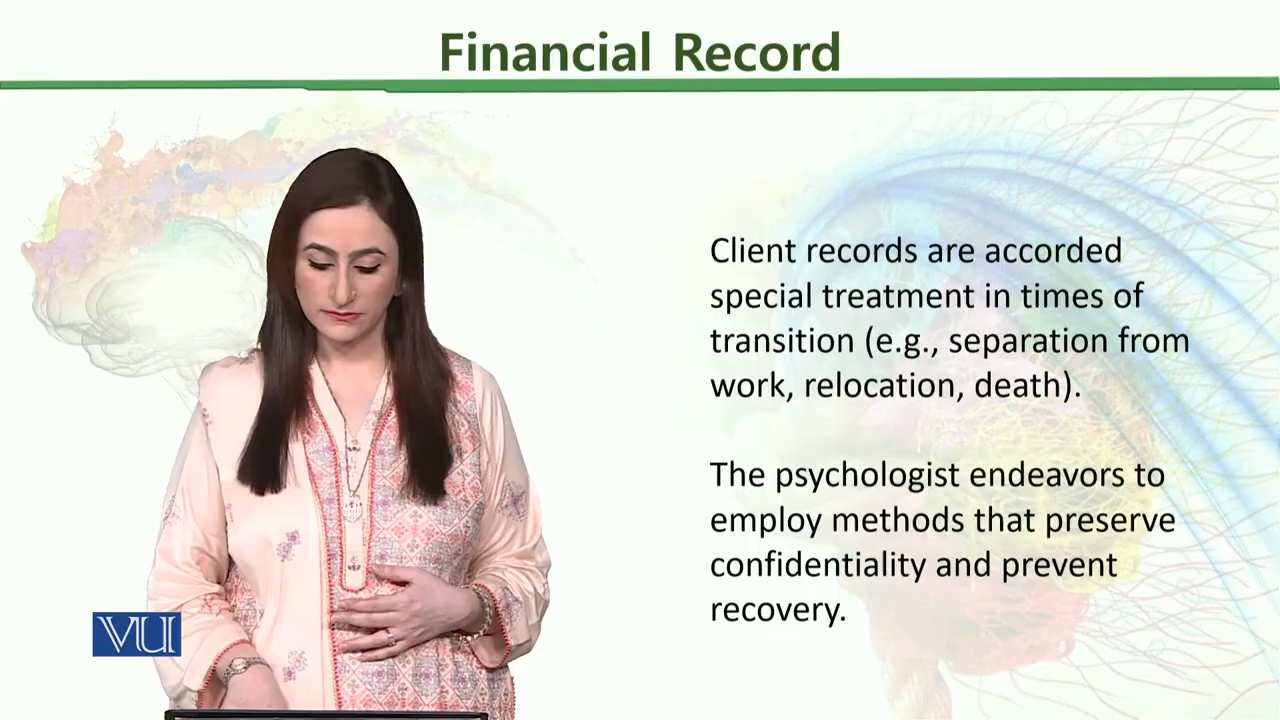 Financial Record
Client records are accorded
special treatment in times of
transition (e.g., separation from
work, relocation, death).
The psychologist endeavors to
employ methods that preserve
confidentiality and prevent
recovery.
VU